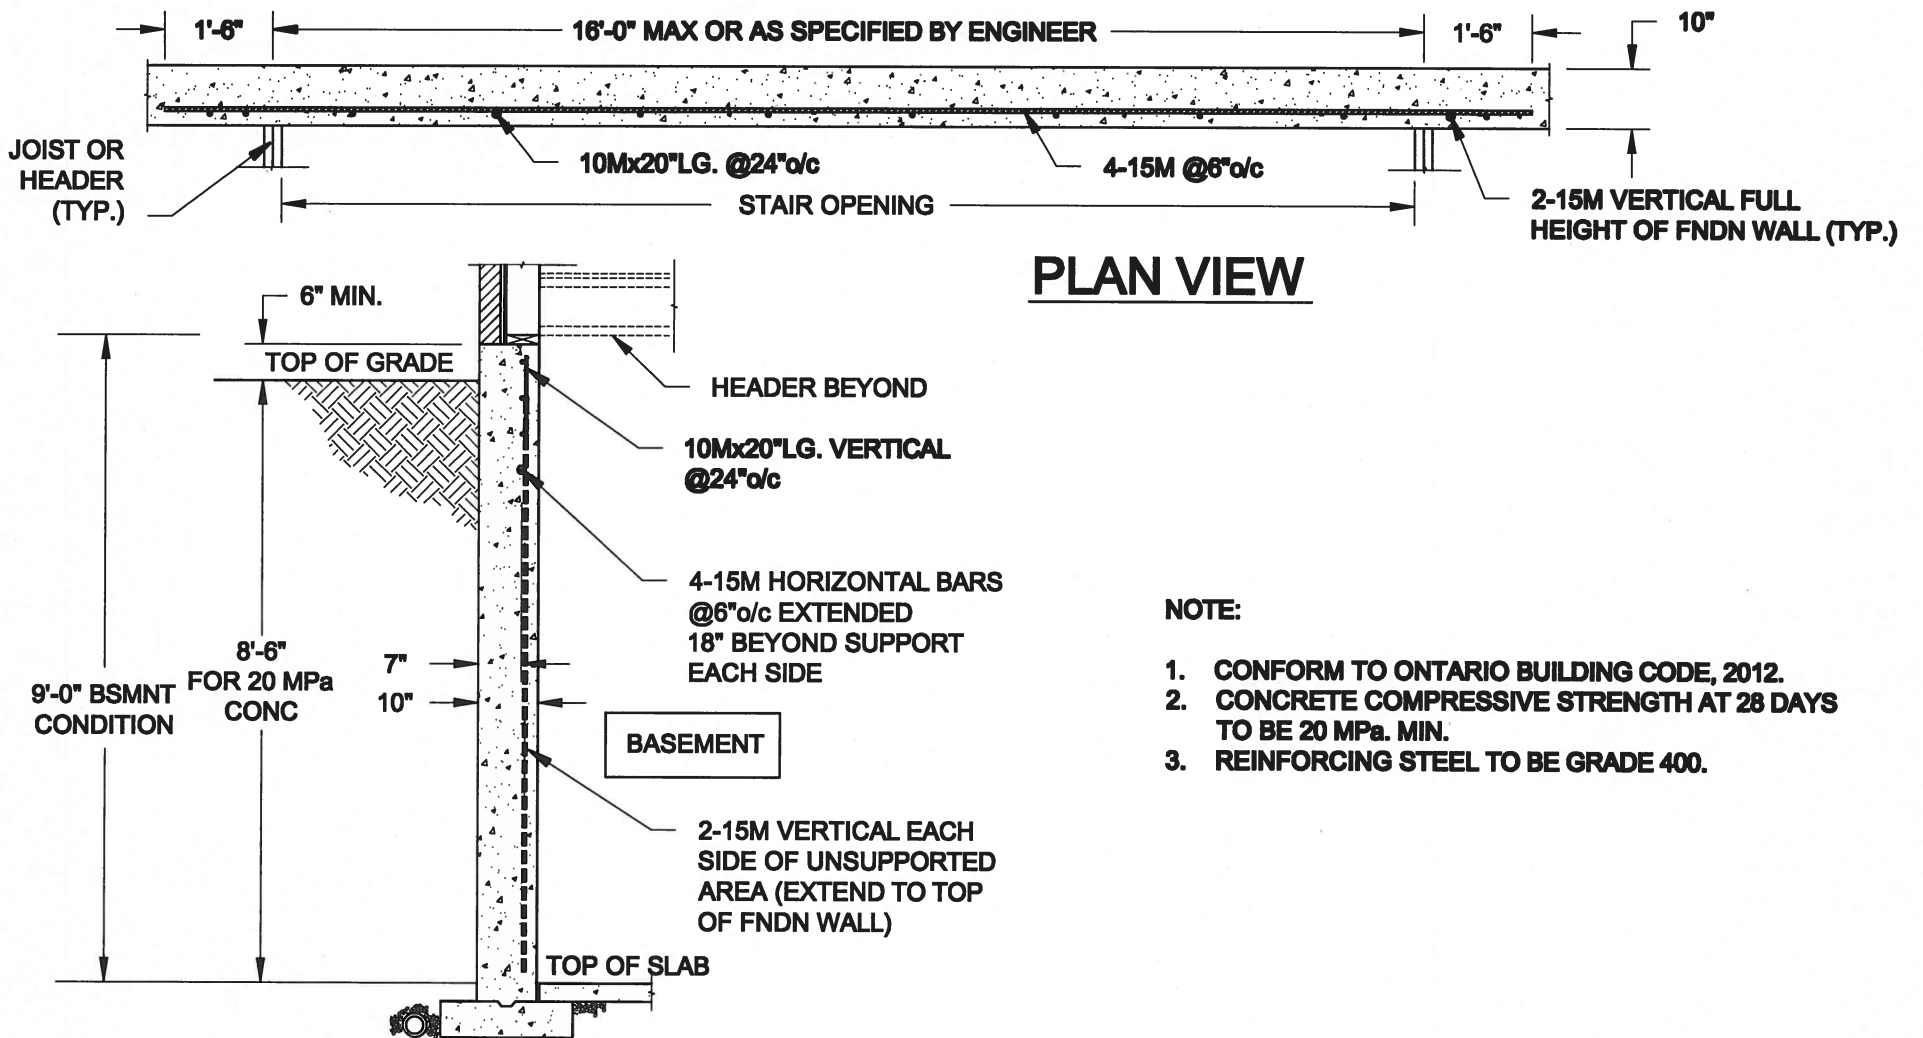 1'-6"
16'-0" MAX OR AS SPECIFIED BY ENGINEER
1'-6"
10"
JOIST OR
HEADER
(TYP.)
10Mx20"LG. @24"o/c
4-15M @6"o/c
STAIR OPENING
2-15M VERTICAL FULL
HEIGHT OF FNDN WALL (TYP.)
PLAN VIEW
6" MIN.
TOP OF GRADE
HEADER BEYOND
10Mx20"LG. VERTICAL
@24"o/c
4-15M HORIZONTAL BARS
@6"o/c EXTENDED
18" BEYOND SUPPORT
EACH SIDE
9'-0" BSMNT
CONDITION
8'-6"
FOR 20 MPa
CONC
7"
10"
BASEMENT
2-15M VERTICAL EACH
SIDE OF UNSUPPORTED
AREA (EXTEND TO TOP
OF FNDN WALL)
TOP OF SLAB
NOTE:
1. CONFORM TO ONTARIO BUILDING CODE, 2012.
2. CONCRETE COMPRESSIVE STRENGTH AT 28 DAYS
TO BE 20 MPa. MIN.
3. REINFORCING STEEL TO BE GRADE 400.